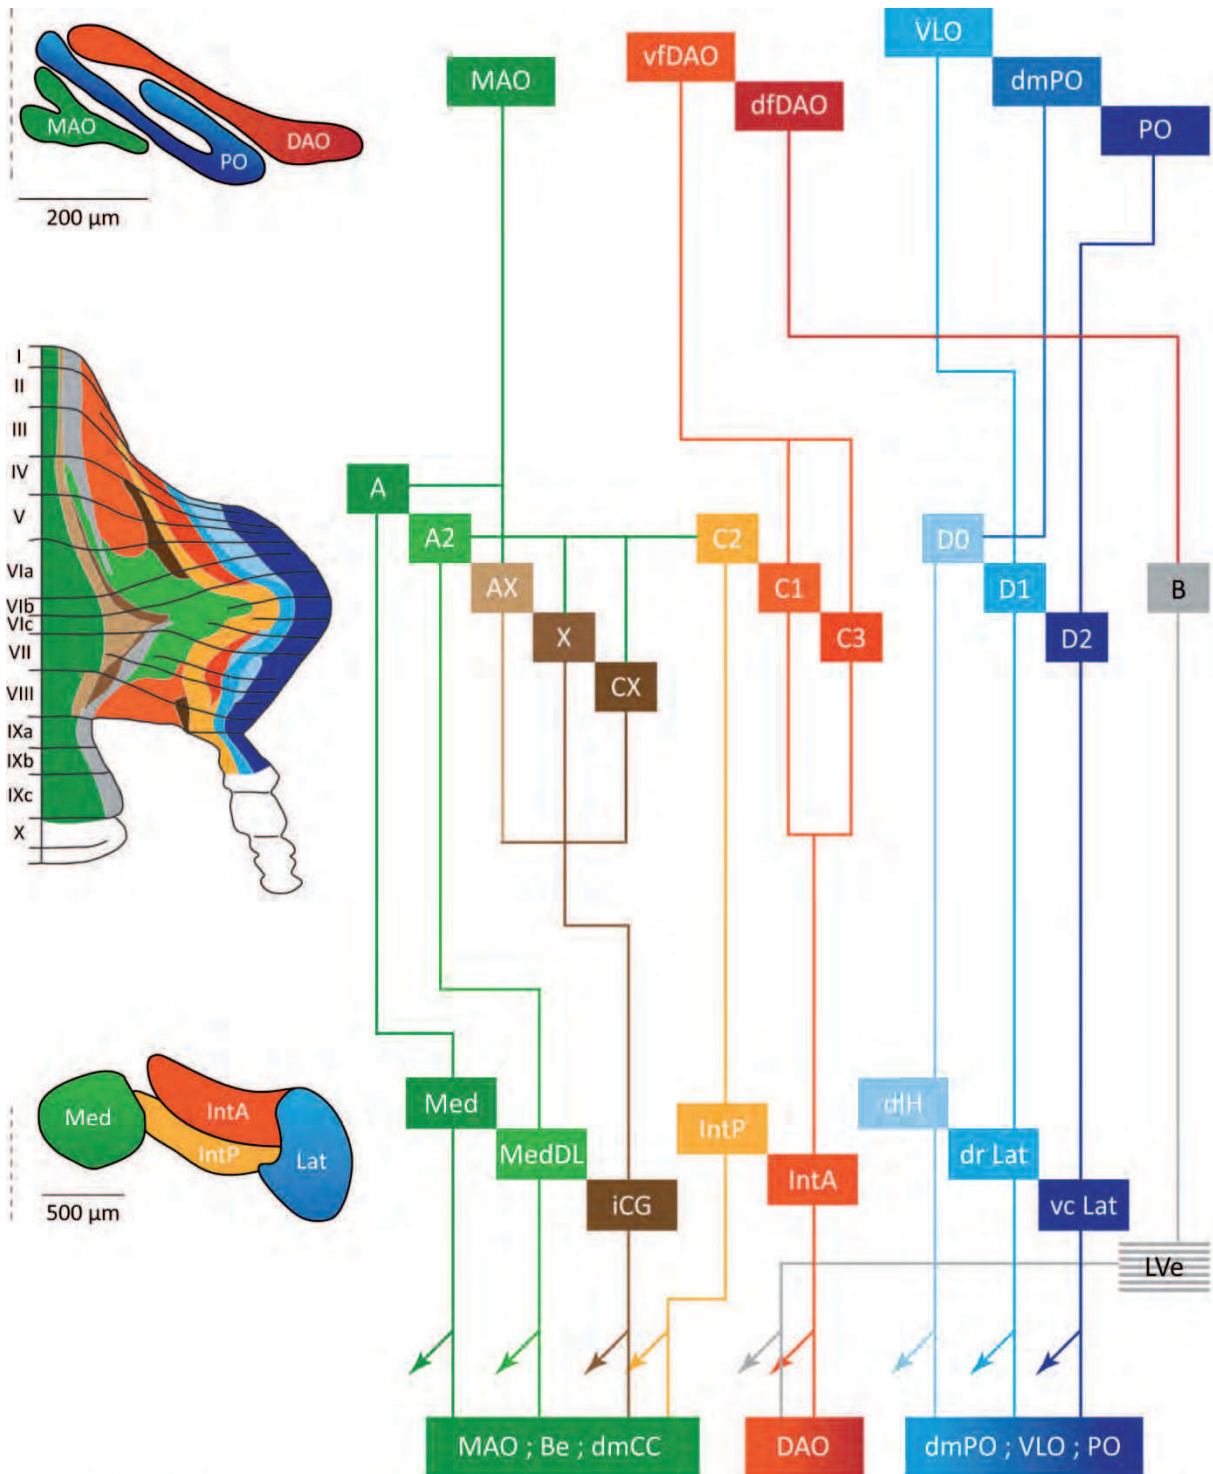 MAO
PO
DAO
200 µm
MAO
vfDAO
dfDAO
VLO
dmPO
PO
I
II
III
IV
V
VIa
VIb
VIc
VII
VIII
IXa
IXb
IXc
X
A
A2
AX
X
CX
C2
C1
C3
D0
D1
D2
B
Med
IntA
IntP
Lat
500 µm
Med
MedDL
iCG
IntP
IntA
dlH
dr Lat
vc Lat
LVe
MAO ; Be ; dmCC
DAO
dmPO ; VLO ; PO